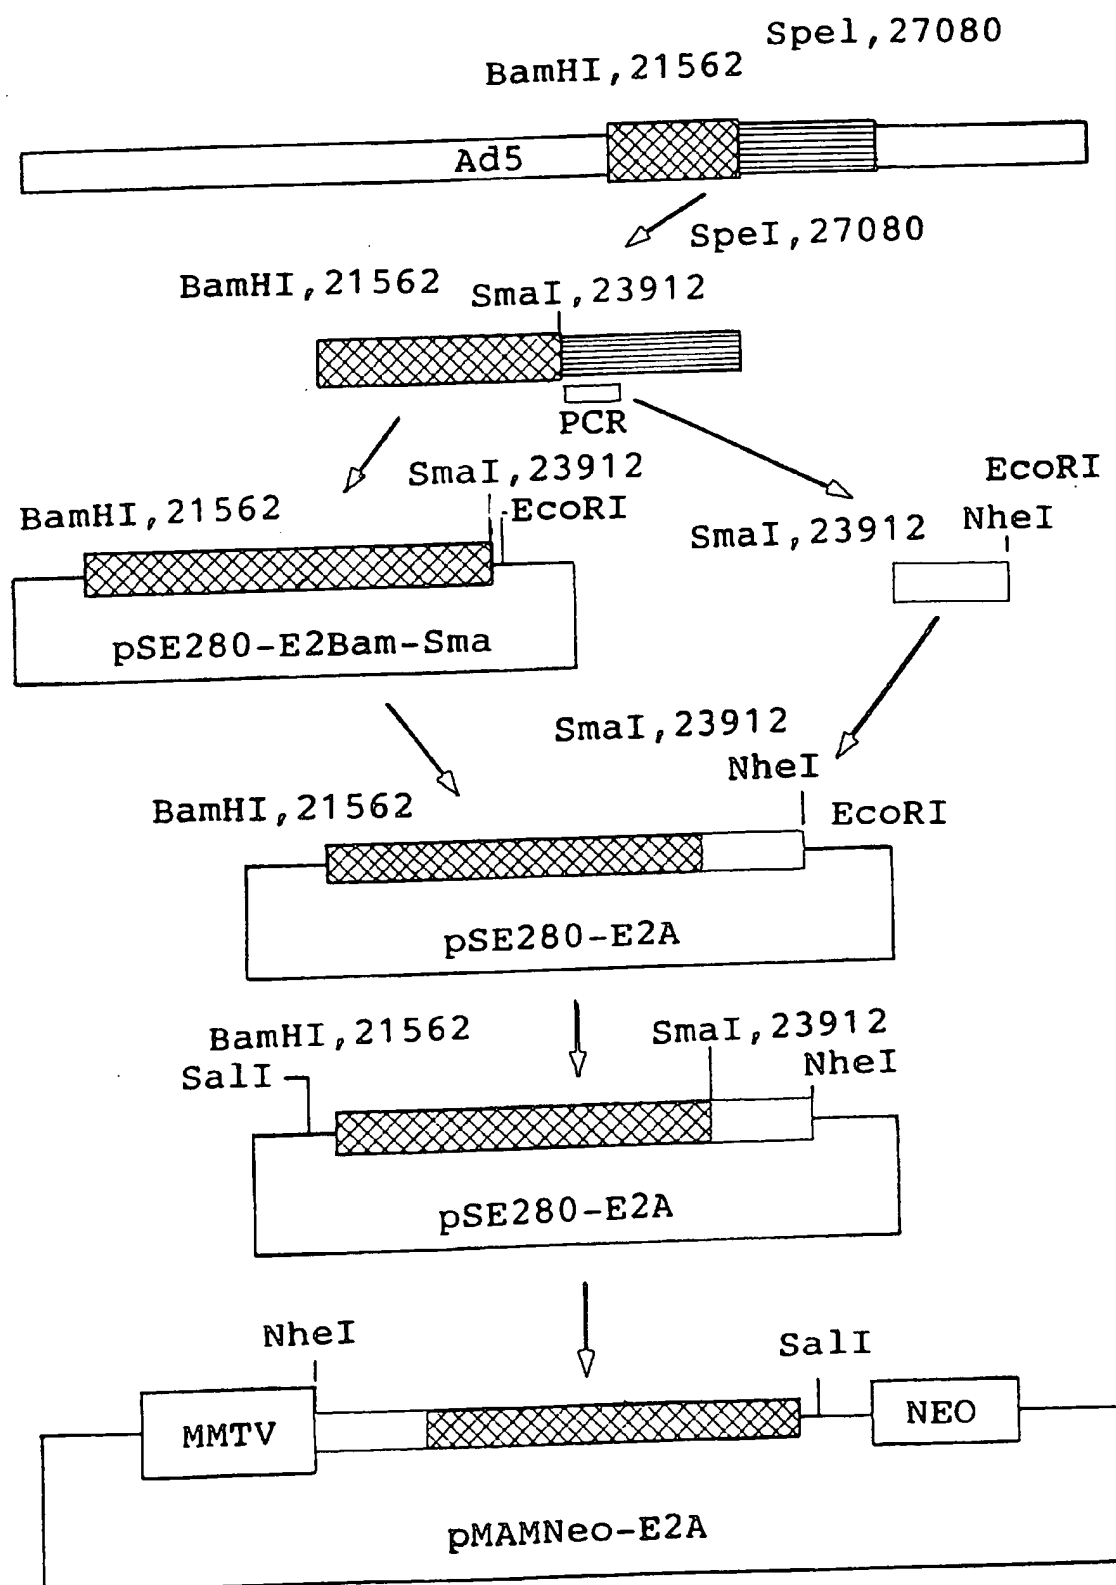 SpeI,27080
BamHI,21562
Ad5
SpeI,27080
BamHI,21562
SmaI,23912
PCR
SmaI,23912
EcoRI
BamHI,21562
EcoRI
NheI
SmaI,23912
pSE280-E2Bam-Sma
SmaI,23912
NheI
BamHI,21562
EcoRI
pSE280-E2A
BamHI,21562
SmaI,23912
SalI
NheI
pSE280-E2A
NheI
SalI
MMTV
NEO
pMAMNeo-E2A